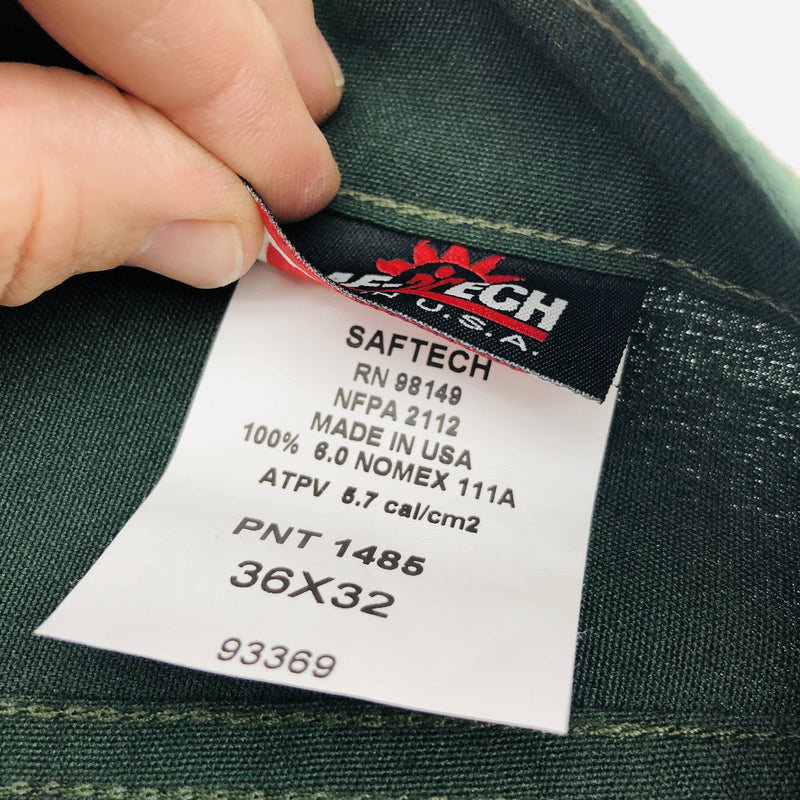 U.S.A.
SAFTECH
RN 98149
NFPA 2112
MADE IN USA
100% 6.0 NOMEX 111A
ATPV 5.7 cal/cm2
PNT 1485
36X32
93369